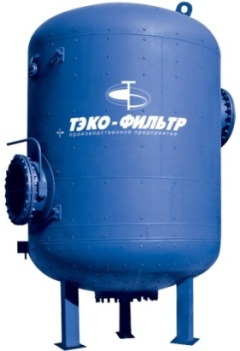 ТЭКО-ФИЛЬТР
производственное предприятие